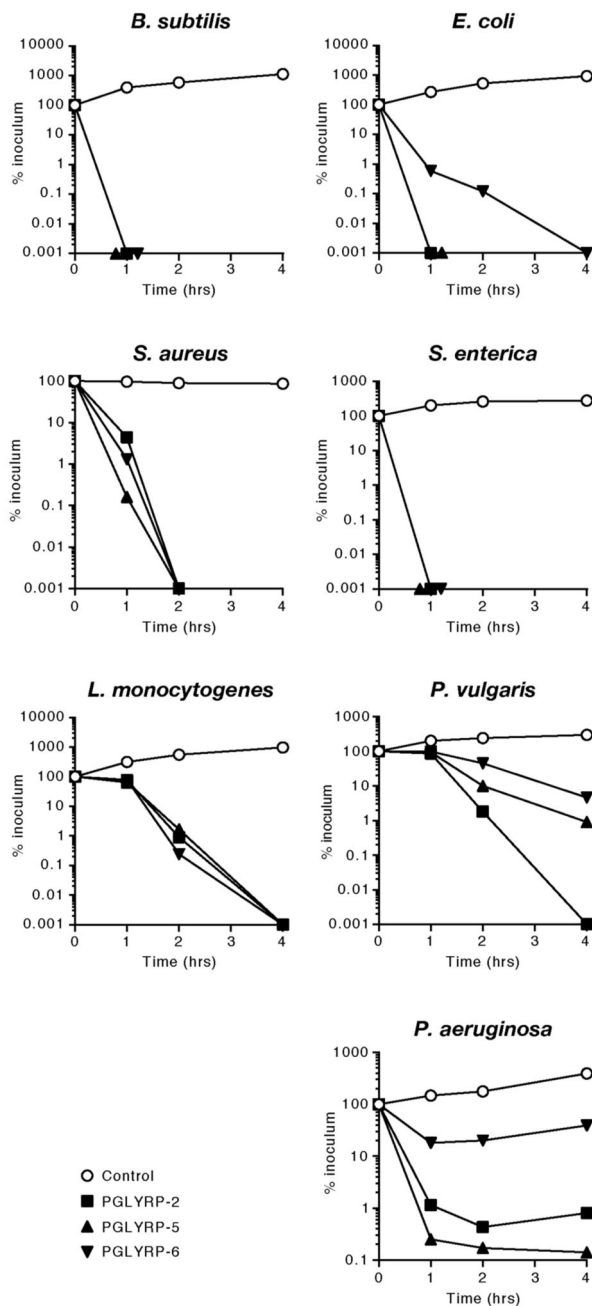 B. subtilis
10000
1000
100
10
1
0.1
0.01
0.001
% inoculum
0 1 2 3 4
Time (hrs)
E. coli
10000
1000
100
10
1
0.1
0.01
0.001
% inoculum
0 1 2 3 4
Time (hrs)
S. aureus
100
10
1
0.1
0.01
0.001
% inoculum
0 1 2 3 4
Time (hrs)
S. enterica
1000
100
10
1
0.1
0.01
0.001
% inoculum
0 1 2 3 4
Time (hrs)
L. monocytogenes
10000
1000
100
10
1
0.1
0.01
0.001
% inoculum
0 1 2 3 4
Time (hrs)
P. vulgaris
1000
100
10
1
0.1
0.01
0.001
% inoculum
0 1 2 3 4
Time (hrs)
P. aeruginosa
1000
100
10
1
0.1
% inoculum
0 1 2 3 4
Time (hrs)
Control
PGLYRP-2
PGLYRP-5
PGLYRP-6